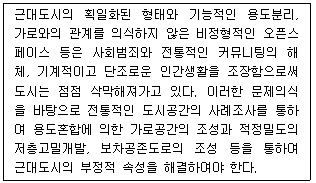 근대도시의 획일화된 형태와 기능적인 용도분리,
가로와의 관계를 의식하지 않은 비정형적인 오픈스
페이스 등은 사회범죄와 전통적인 커뮤니팅의 해
체, 기계적이고 단조로운 인간생활을 조장함으로써
도시는 점점 삭막해져가고 있다. 이러한 문제의식
을 바탕으로 전통적인 도시공간의 사례조사를 통하
여 용도혼합에 의한 가로공간의 조성과 적정밀도의
저층고밀개발, 보차공존도로의 조성 등을 통하여
근대도시의 부정적 속성을 해결하여야 한다.